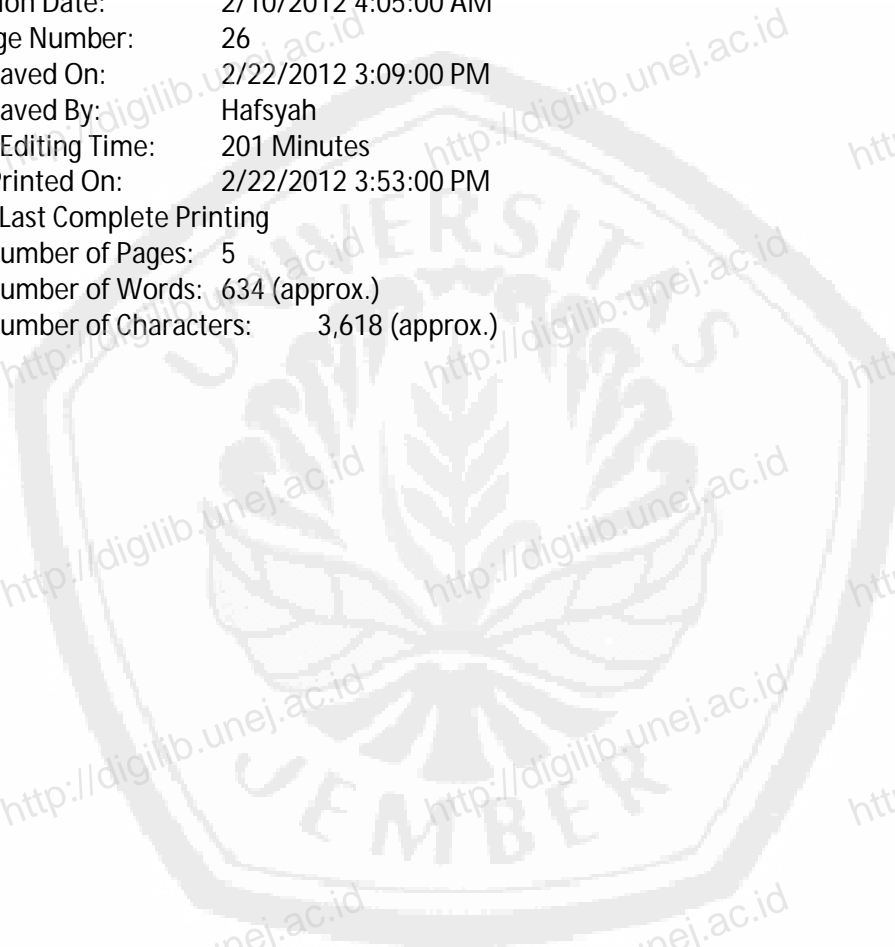 ion Date: 2/10/2012 4:05:00 AM
ge Number: 26
aved On: 2/22/2012 3:09:00 PM
aved By: Hafsyah
Editing Time: 201 Minutes
rinted On: 2/22/2012 3:53:00 PM
Last Complete Printing
umber of Pages: 5
umber of Words: 634 (approx.)
umber of Characters: 3,618 (approx.)
UNIVERSITAS
JEMBER
http://digilib.unej.ac.id
http://digilib.unej.ac.id
http://digilib.unej.ac.id
http://digilib.unej.ac.id
http://digilib.unej.ac.id
http://digilib.unej.ac.id
http://digilib.unej.ac.id
http://digilib.unej.ac.id